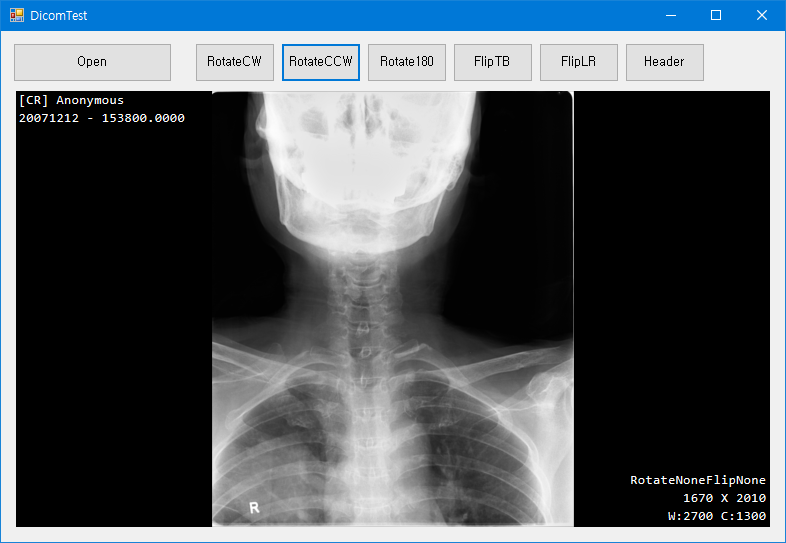 DicomTest
Open RotateCW RotateCCW Rotate180 FlipTB FlipLR Header
[CR] Anonymous
20071212 - 153800.0000
R
RotateNoneFlipNone
1670 X 2010
W:2700 C:1300